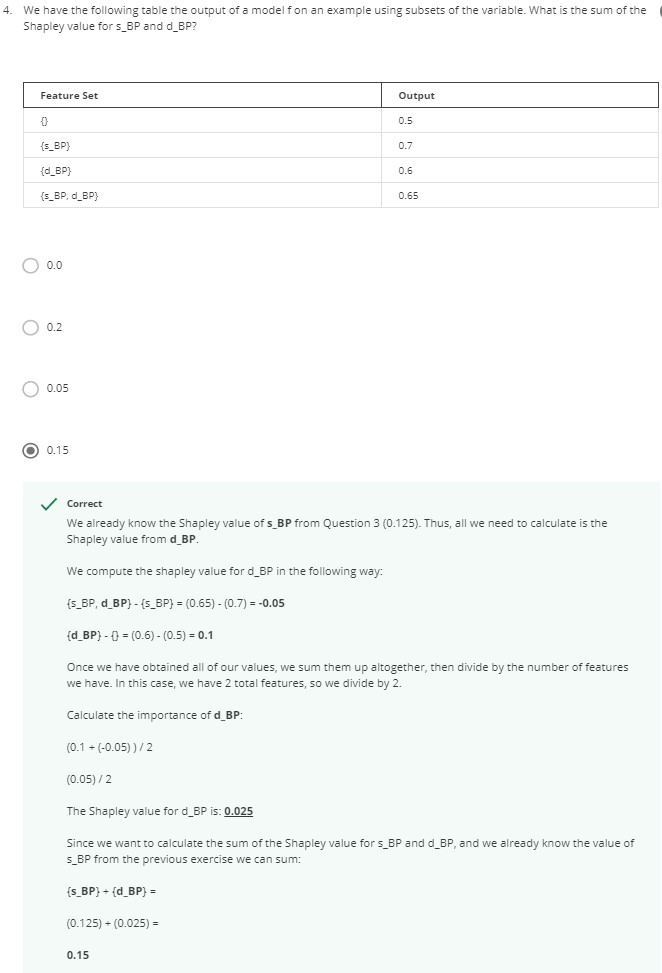 4. We have the following table the output of a model f on an example using subsets of the variable. What is the sum of the
Shapley value for s_BP and d_BP?
Feature Set Output
{} 0.5
{s_BP} 0.7
{d_BP} 0.6
{s_BP, d_BP} 0.65
0.0
0.2
0.05
0.15
Correct
We already know the Shapley value of s_BP from Question 3 (0.125). Thus, all we need to calculate is the
Shapley value from d_BP.
We compute the shapley value for d_BP in the following way:
{s_BP, d_BP} - {s_BP} = (0.65) - (0.7) = -0.05
{d_BP} - {} = (0.6) - (0.5) = 0.1
Once we have obtained all of our values, we sum them up altogether, then divide by the number of features
we have. In this case, we have 2 total features, so we divide by 2.
Calculate the importance of d_BP:
(0.1 + (-0.05) ) / 2
(0.05) / 2
The Shapley value for d_BP is: 0.025
Since we want to calculate the sum of the Shapley value for s_BP and d_BP, and we already know the value of
s_BP from the previous exercise we can sum:
{s_BP} + {d_BP} =
(0.125) + (0.025) =
0.15